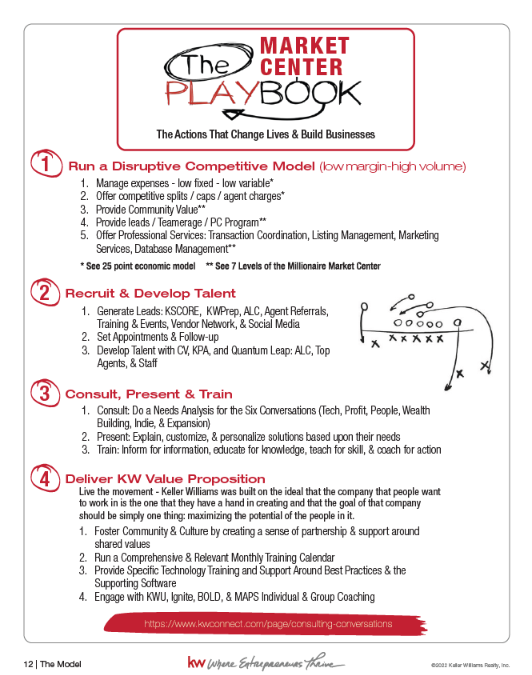 The MARKET
CENTER
PLAYBOOK
The Actions That Change Lives & Build Businesses
1 Run a Disruptive Competitive Model (low margin-high volume)
1. Manage expenses - low fixed - low variable*
2. Offer competitive splits / caps / agent charges*
3. Provide Community Value**
4. Provide leads / Teamerage / PC Program**
5. Offer Professional Services: Transaction Coordination, Listing Management, Marketing
Services, Database Management**
* See 25 point economic model ** See 7 Levels of the Millionaire Market Center
2 Recruit & Develop Talent
1. Generate Leads: KSCORE, KWPrep, ALC, Agent Referrals,
Training & Events, Vendor Network, & Social Media
2. Set Appointments & Follow-up
3. Develop Talent with CV, KPA, and Quantum Leap: ALC, Top
Agents, & Staff
3 Consult, Present & Train
1. Consult: Do a Needs Analysis for the Six Conversations (Tech, Profit, People, Wealth
Building, Indie, & Expansion)
2. Present: Explain, customize, & personalize solutions based upon their needs
3. Train: Inform for information, educate for knowledge, teach for skill, & coach for action
4 Deliver KW Value Proposition
Live the movement - Keller Williams was built on the ideal that the company that people want
to work in is the one that they have a hand in creating and that the goal of that company
should be simply one thing: maximizing the potential of the people in it.
1. Foster Community & Culture by creating a sense of partnership & support around
shared values
2. Run a Comprehensive & Relevant Monthly Training Calendar
3. Provide Specific Technology Training and Support Around Best Practices & the
Supporting Software
4. Engage with KWU, Ignite, BOLD, & MAPS Individual & Group Coaching
https://www.kwconnect.com/page/consulting-conversations
12 | The Model
kw Where Entrepreneurs Thrive
©2022 Keller Williams Realty, Inc.